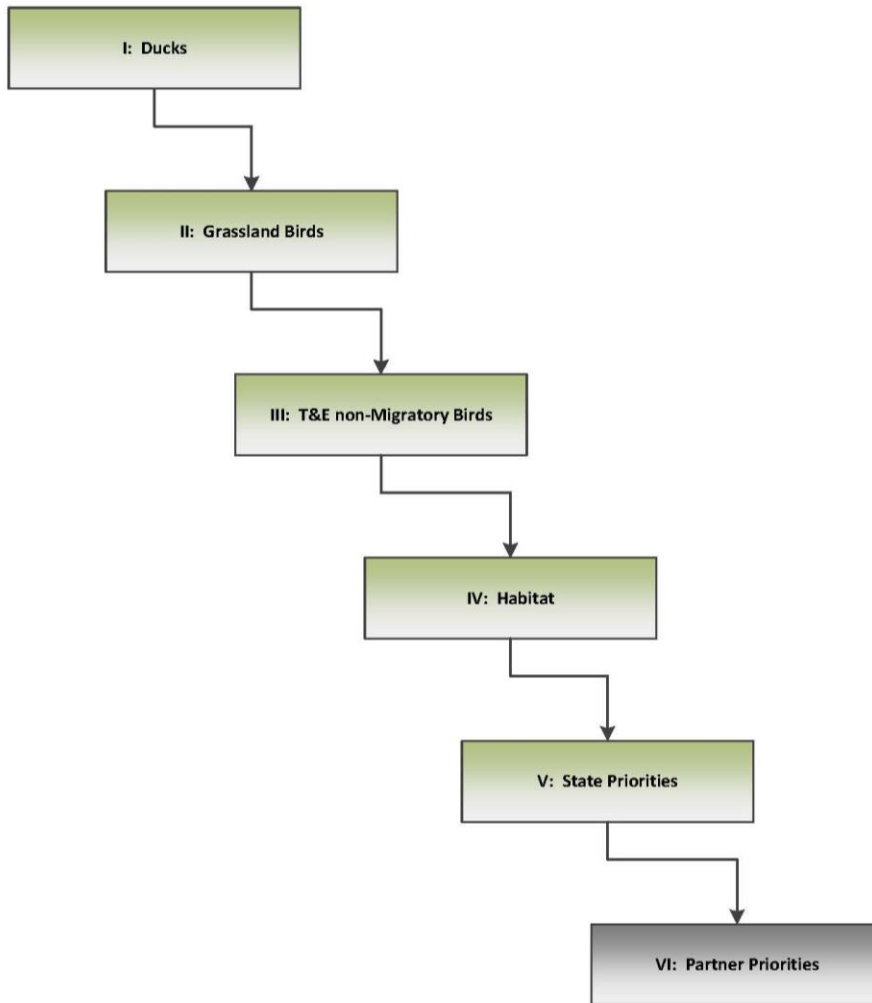 I: Ducks
II: Grassland Birds
III: T&E non-Migratory Birds
IV: Habitat
V: State Priorities
VI: Partner Priorities